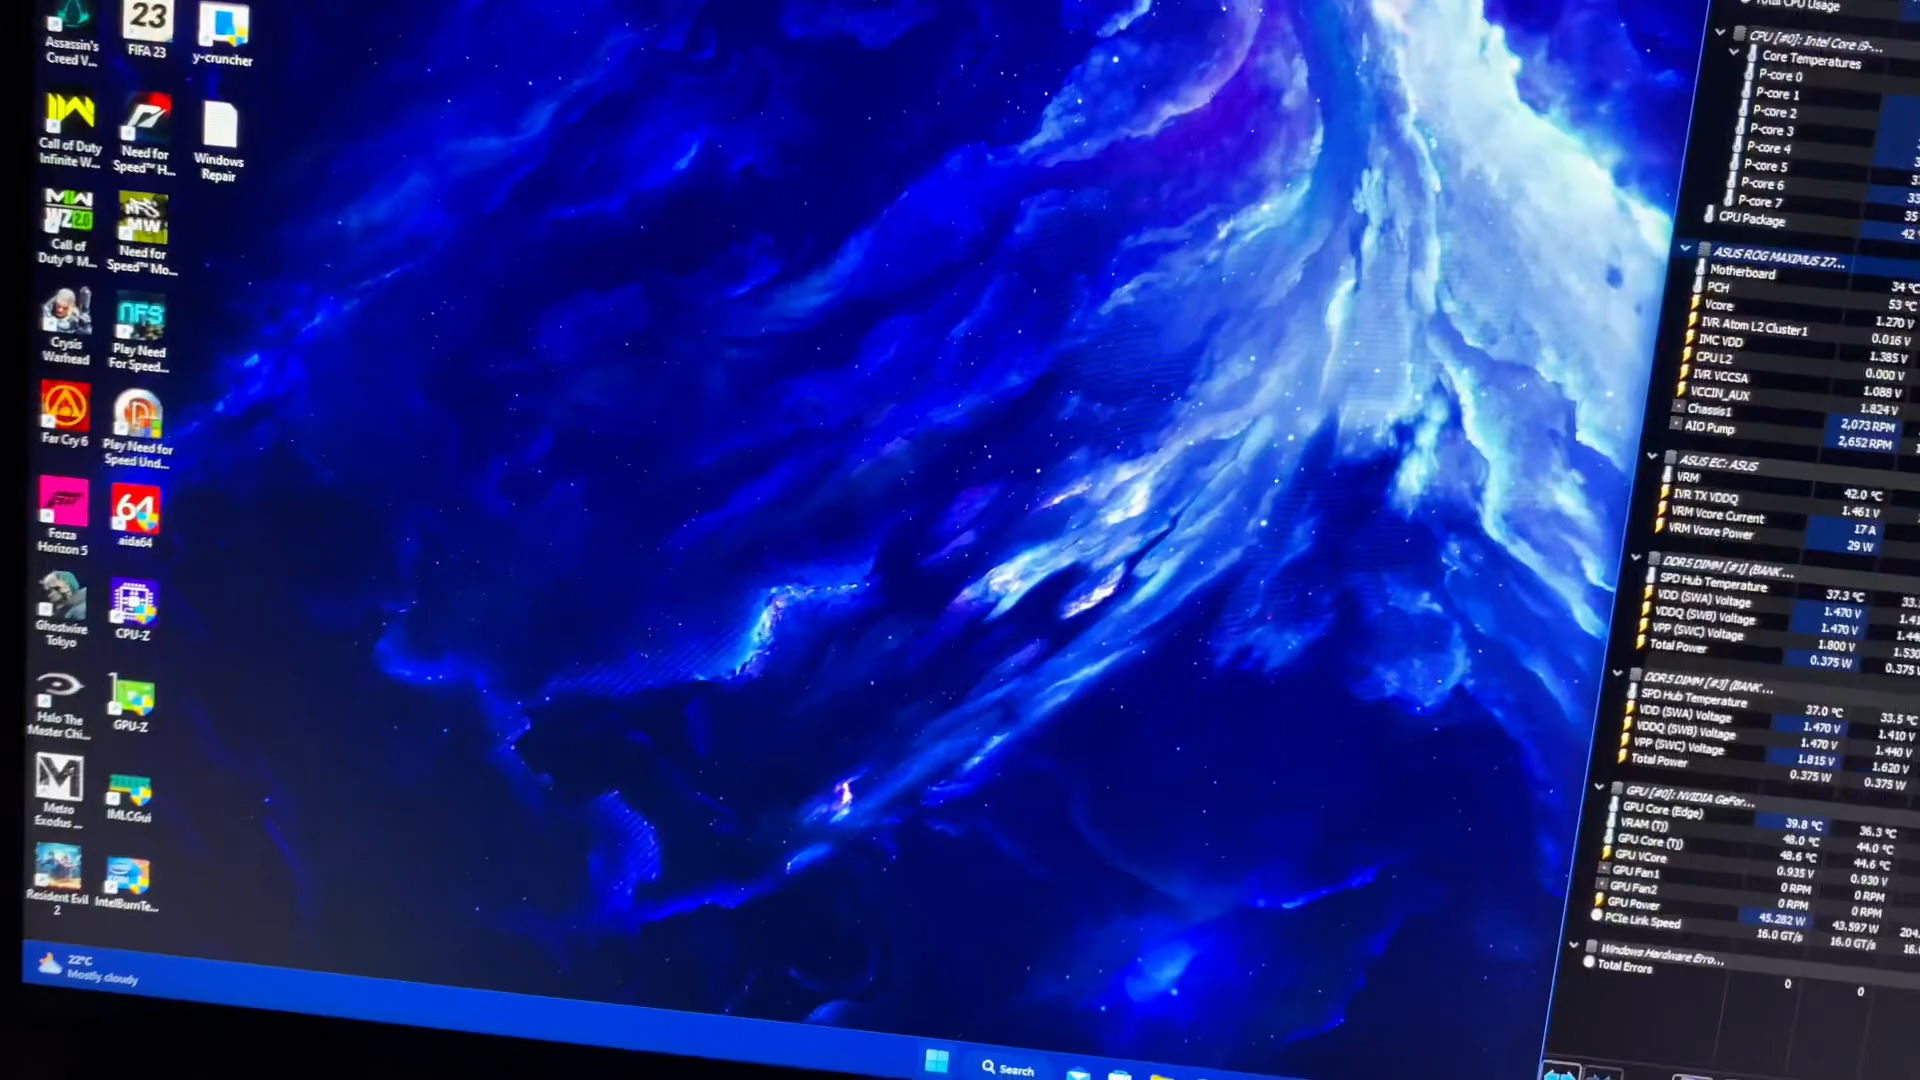 Assassin's
Creed V...
23
FIFA 23
y-cruncher
Call of Duty
Infinite W...
Need for
Speed™ H...
Windows
Repair
MW
WZ 2.0
Call of
Duty® M...
MW
Need for
Speed™ Mo...
Crysis
Warhead
NFS
Play Need
For Speed...
Far Cry 6
Play Need for
Speed Und...
Forza
Horizon 5
64
aida64
Ghostwire
Tokyo
CPU-Z
Halo The
Master Chi...
GPU-Z
Metro
Exodus ...
IMLCGui
Resident Evil
2
IntelBurnTe...
22°C
Mostly cloudy
Search
Total CPU Usage
CPU [#0]: Intel Core i9-...
Core Temperatures
P-core 0
P-core 1
P-core 2
P-core 3
P-core 4
P-core 5
P-core 6
33
P-core 7
35
CPU Package
42
ASUS ROG MAXIMUS Z7...
Motherboard 34 °C
PCH 53 °C
Vcore 1.270 V
IVR Atom L2 Cluster1 0.016 V
IMC VDD 1.385 V
CPU L2 0.000 V
IVR VCCSA 1.088 V
VCCIN_AUX 1.824 V
Chassis1 2,073 RPM
AIO Pump 2,652 RPM
ASUS EC: ASUS
VRM 42.0 °C
IVR TX VDDQ 1.461 V
VRM Vcore Current 17 A
VRM Vcore Power 29 W
DDR5 DIMM [#1] (BANK ...
SPD Hub Temperature 37.3 °C
VDD (SWA) Voltage 1.470 V
VDDQ (SWB) Voltage 1.470 V
VPP (SWC) Voltage 1.800 V
Total Power 0.375 W 0.375
DDR5 DIMM [#3] (BANK ...
SPD Hub Temperature 37.0 °C 33.5 °C
VDD (SWA) Voltage 1.470 V 1.410 V
VDDQ (SWB) Voltage 1.470 V 1.440 V
VPP (SWC) Voltage 1.815 V 1.620 V
Total Power 0.375 W 0.375 W
GPU [#0]: NVIDIA GeFor...
GPU Core (Edge) 39.8 °C 36.3 °C
VRAM (Tj) 48.0 °C 44.0 °C
GPU Core (Tj) 48.6 °C 44.6 °C
GPU VCore 0.935 V 0.930 V
GPU Fan1 0 RPM 0 RPM
GPU Fan2 0 RPM 0 RPM
GPU Power 45.282 W 43.597 W 204.
PCIe Link Speed 16.0 GT/s 16.0 GT/s 16.
Windows Hardware Erro...
Total Errors 0 0